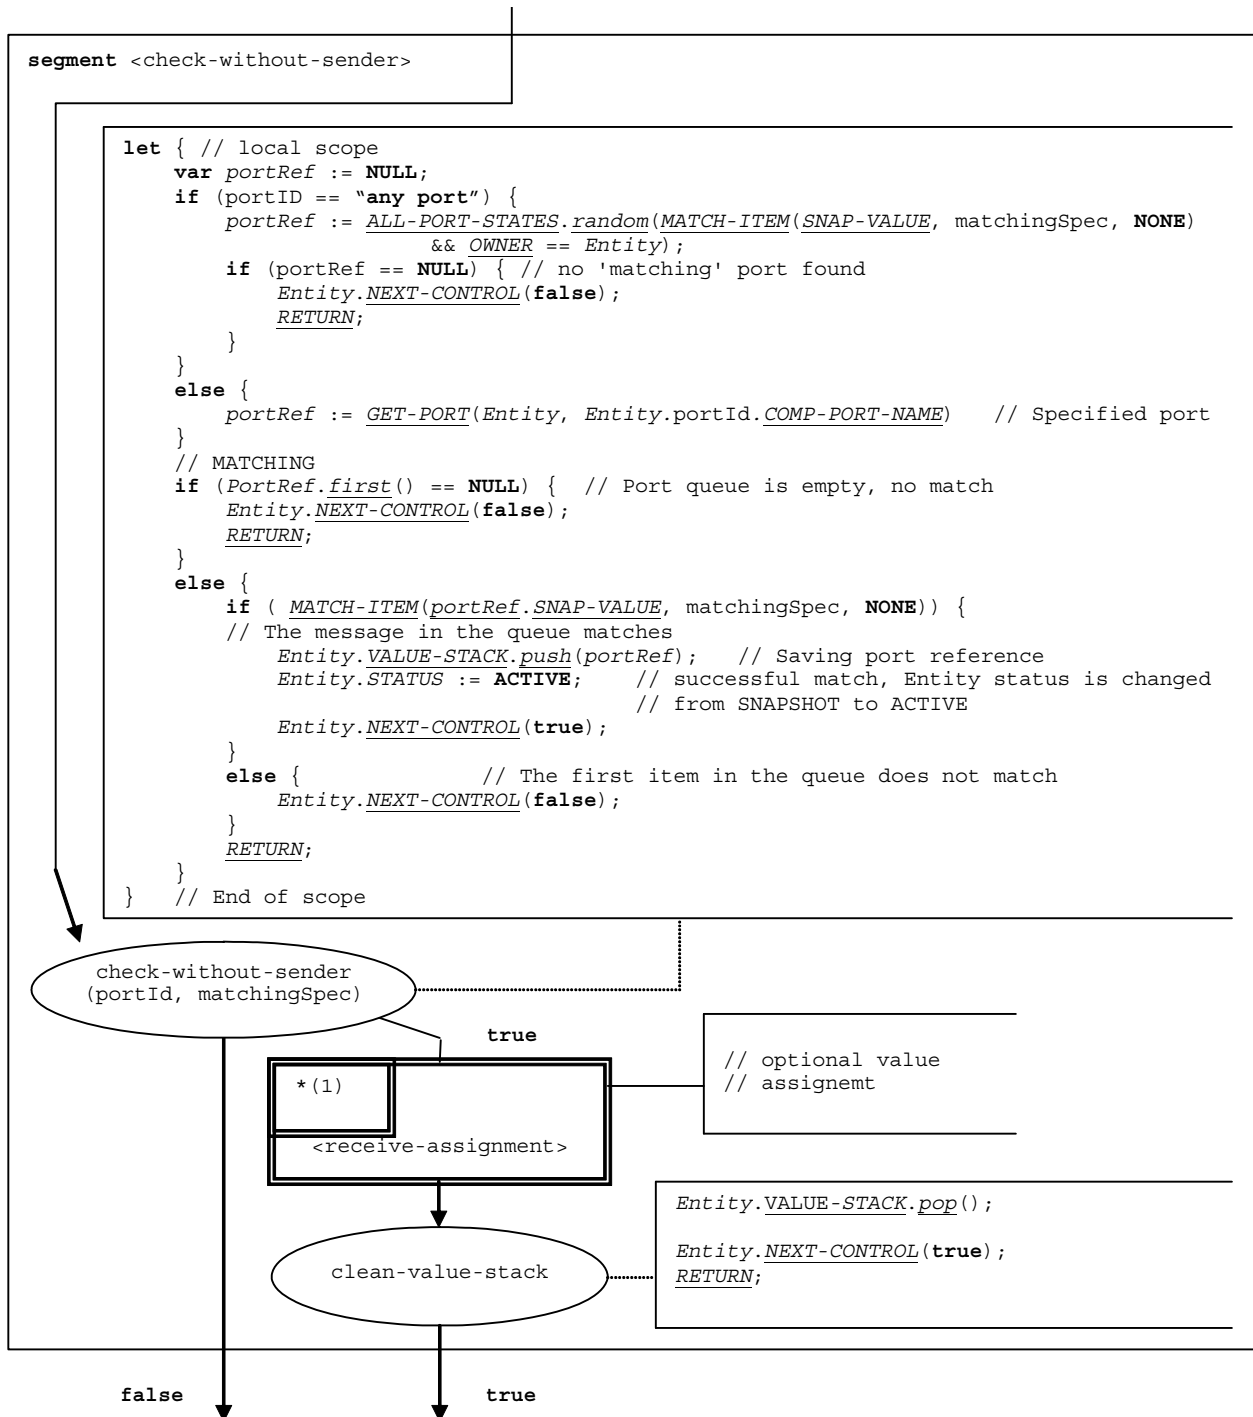 segment <check-without-sender>
let { // local scope
var portRef := NULL;
if (portID == “any port”) {
portRef := ALL-PORT-STATES.random(MATCH-ITEM(SNAP-VALUE, matchingSpec, NONE)
&& OWNER == Entity);
if (portRef == NULL) { // no 'matching' port found
Entity.NEXT-CONTROL(false);
RETURN;
}
}
else {
portRef := GET-PORT(Entity, Entity.portId.COMP-PORT-NAME) // Specified port
}
// MATCHING
if (PortRef.first() == NULL) { // Port queue is empty, no match
Entity.NEXT-CONTROL(false);
RETURN;
}
else {
if ( MATCH-ITEM(portRef.SNAP-VALUE, matchingSpec, NONE)) {
// The message in the queue matches
Entity.VALUE-STACK.push(portRef); // Saving port reference
Entity.STATUS := ACTIVE; // successful match, Entity status is changed
// from SNAPSHOT to ACTIVE
Entity.NEXT-CONTROL(true);
}
else { // The first item in the queue does not match
Entity.NEXT-CONTROL(false);
}
RETURN;
}
} // End of scope
check-without-sender
(portId, matchingSpec)
true
// optional value
// assignemt
*(1)
<receive-assignment>
Entity.VALUE-STACK.pop();
Entity.NEXT-CONTROL(true);
RETURN;
clean-value-stack
false
true